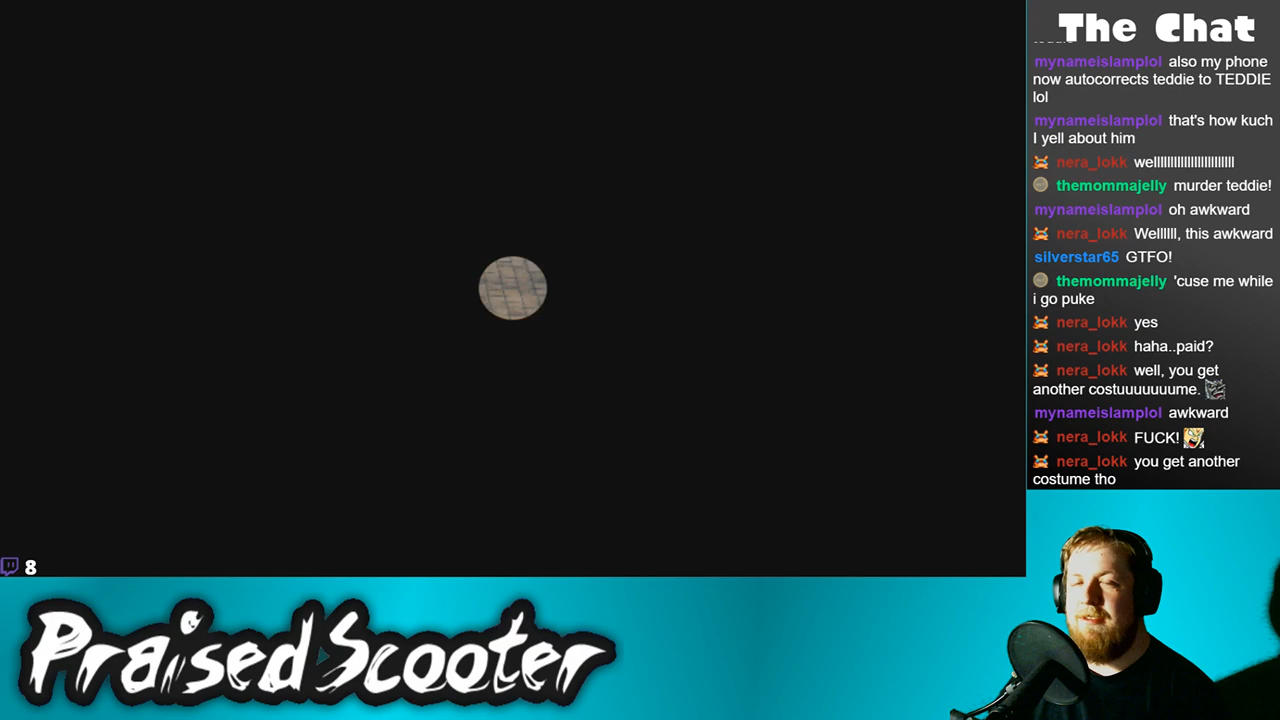 The Chat
mynameislamplol also my phone
now autocorrects teddie to TEDDIE
lol
mynameislamplol that's how kuch
I yell about him
nera_lokk wellllllllllllllllllllllll
themommajelly murder teddie!
mynameislamplol oh awkward
nera_lokk Wellllll, this awkward
silverstar65 GTFO!
themommajelly 'cuse me while
i go puke
nera_lokk yes
nera_lokk haha..paid?
nera_lokk well, you get
another costuuuuuuume.
mynameislamplol awkward
nera_lokk FUCK!
nera_lokk you get another
costume tho
8
PraisedScooter